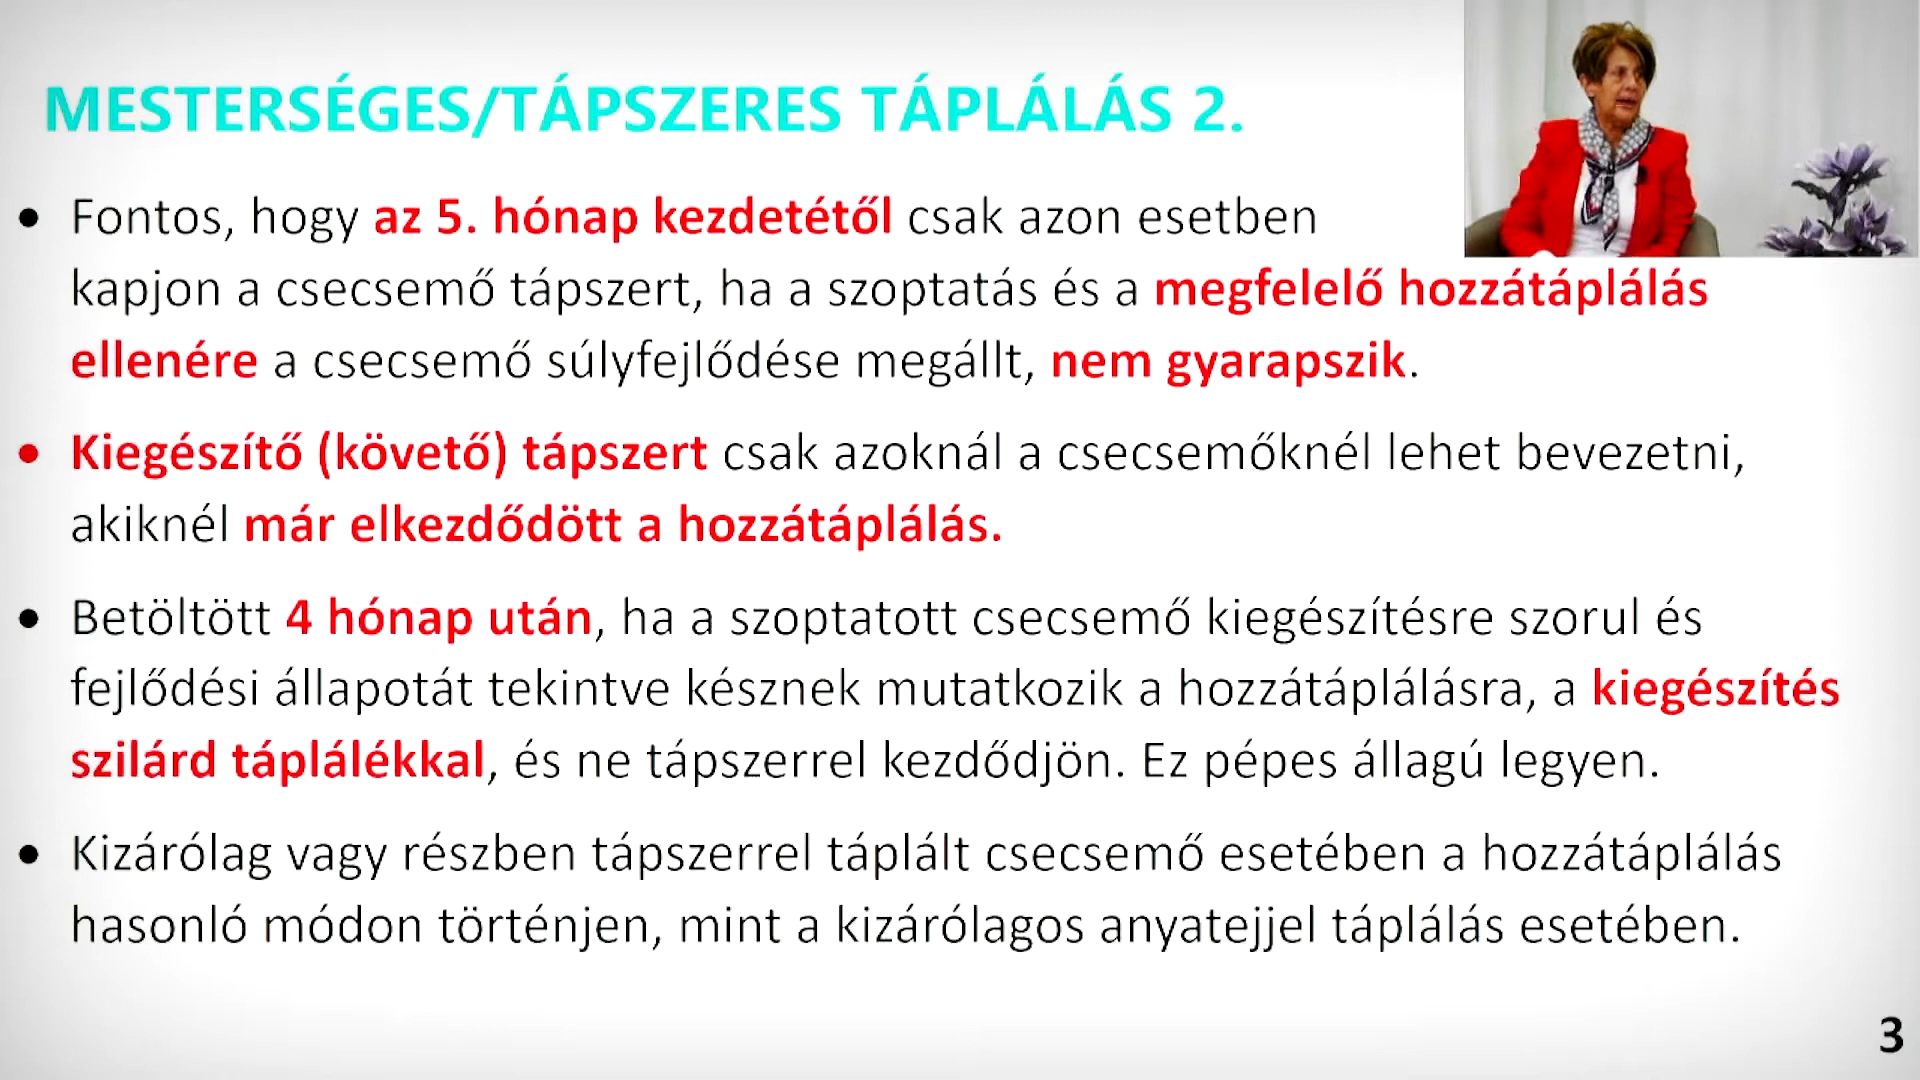 MESTERSÉGES/TÁPSZERES TÁPLÁLÁS 2.
• Fontos, hogy az 5. hónap kezdetétől csak azon esetben
kapjon a csecsemő tápszert, ha a szoptatás és a megfelelő hozzátáplálás
ellenére a csecsemő súlyfejlődése megállt, nem gyarapszik.
• Kiegészítő (követő) tápszert csak azoknál a csecsemőknél lehet bevezetni,
akiknél már elkezdődött a hozzátáplálás.
• Betöltött 4 hónap után, ha a szoptatott csecsemő kiegészítésre szorul és
fejlődési állapotát tekintve késznek mutatkozik a hozzátáplálásra, a kiegészítés
szilárd táplálékkal, és ne tápszerrel kezdődjön. Ez pépes állagú legyen.
• Kizárólag vagy részben tápszerrel táplált csecsemő esetében a hozzátáplálás
hasonló módon történjen, mint a kizárólagos anyatejjel táplálás esetében.
3